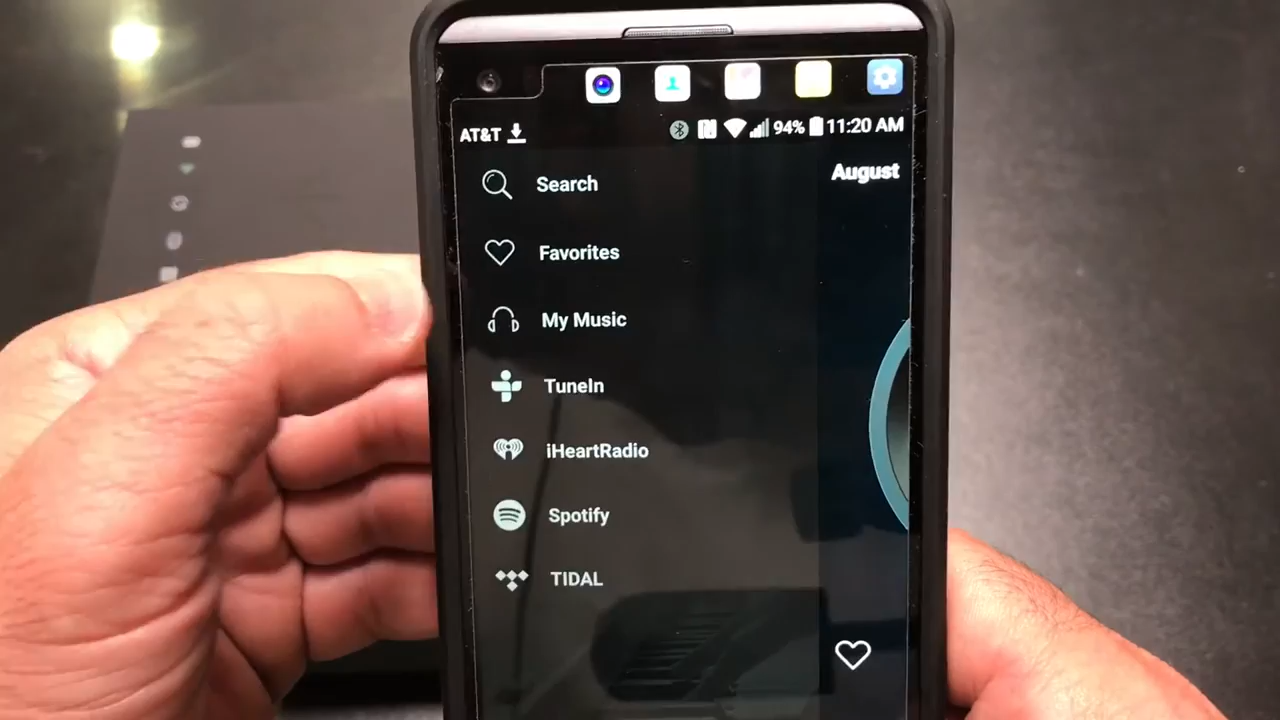 AT&T 94% 11:20 AM
August
Search
Favorites
My Music
TuneIn
iHeartRadio
Spotify
TIDAL